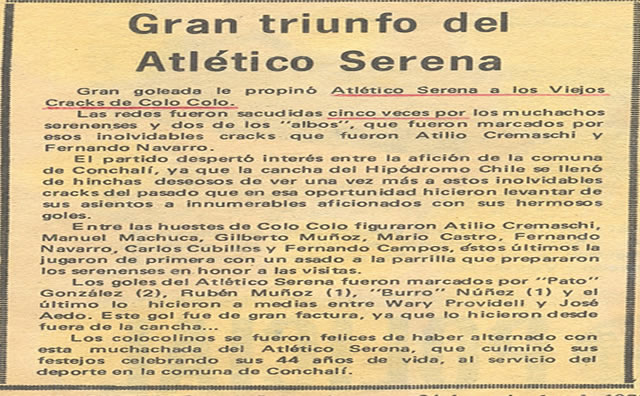 Gran triunfo del
Atlético Serena
Gran goleada le propinó Atlético Serena a los Viejos
Cracks de Colo Colo.
Las redes fueron sacudidas cinco veces por los muchachos
serenenses y dos de los "albos", que fueron marcados por
esos inolvidables cracks que fueron Atilio Cremaschi y
Fernando Navarro.
El partido despertó interés entre la afición de la comuna
de Conchalí, ya que la cancha del Hipódromo Chile se llenó
de hinchas deseosos de ver una vez más a estos inolvidables
cracks del pasado que en esa oportunidad hicieron levantar de
sus asientos a innumerables aficionados con sus hermosos
goles.
Entre las huestes de Colo Colo figuraron Atilio Cremaschi,
Manuel Machuca, Gilberto Muñoz, Mario Castro, Fernando
Navarro, Carlos Cubillos y Fernando Campos, éstos últimos la
jugaron de primera con un asado a la parrilla que prepararon
los serenenses en honor a las visitas.
Los goles del Atlético Serena fueron marcados por "Pato"
González (2), Rubén Muñoz (1), "Burro" Núñez (1) y el
último lo hicieron a medias entre Wary Providell y José
Aedo. Este gol fue de gran factura, ya que lo hicieron desde
fuera de la cancha...
Los colocolinos se fueron felices de haber alternado con
esta muchachada del Atlético Serena, que culminó sus
festejos celebrando sus 44 años de vida, al servicio del
deporte en la comuna de Conchalí.